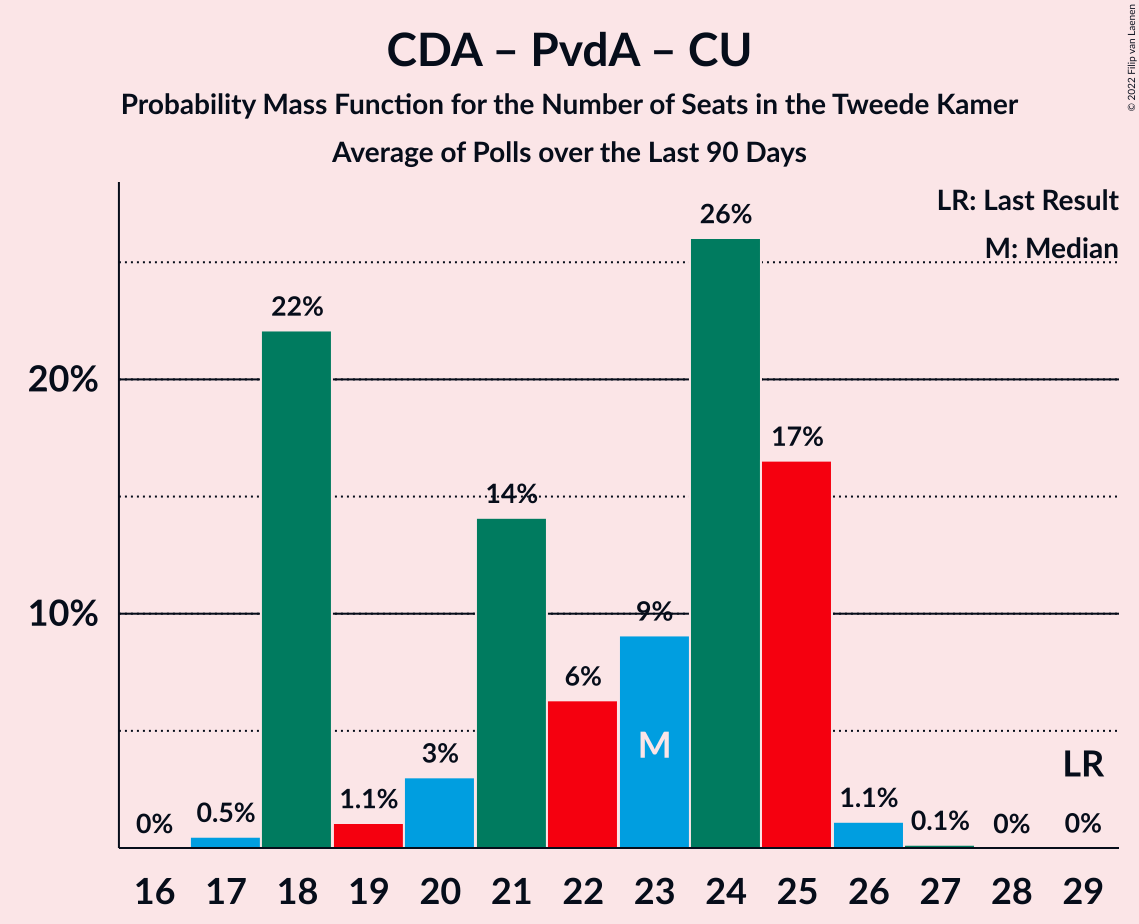 CDA – PvdA – CU
Probability Mass Function for the Number of Seats in the Tweede Kamer
Average of Polls over the Last 90 Days
© 2022 Filip van Laenen
LR: Last Result
M: Median
26%
22%
20%
17%
14%
10%
9%
6%
M
3%
LR
0%
0.5%
1.1%
1.1%
0.1%
0%
0%
16 17 18 19 20 21 22 23 24 25 26 27 28 29